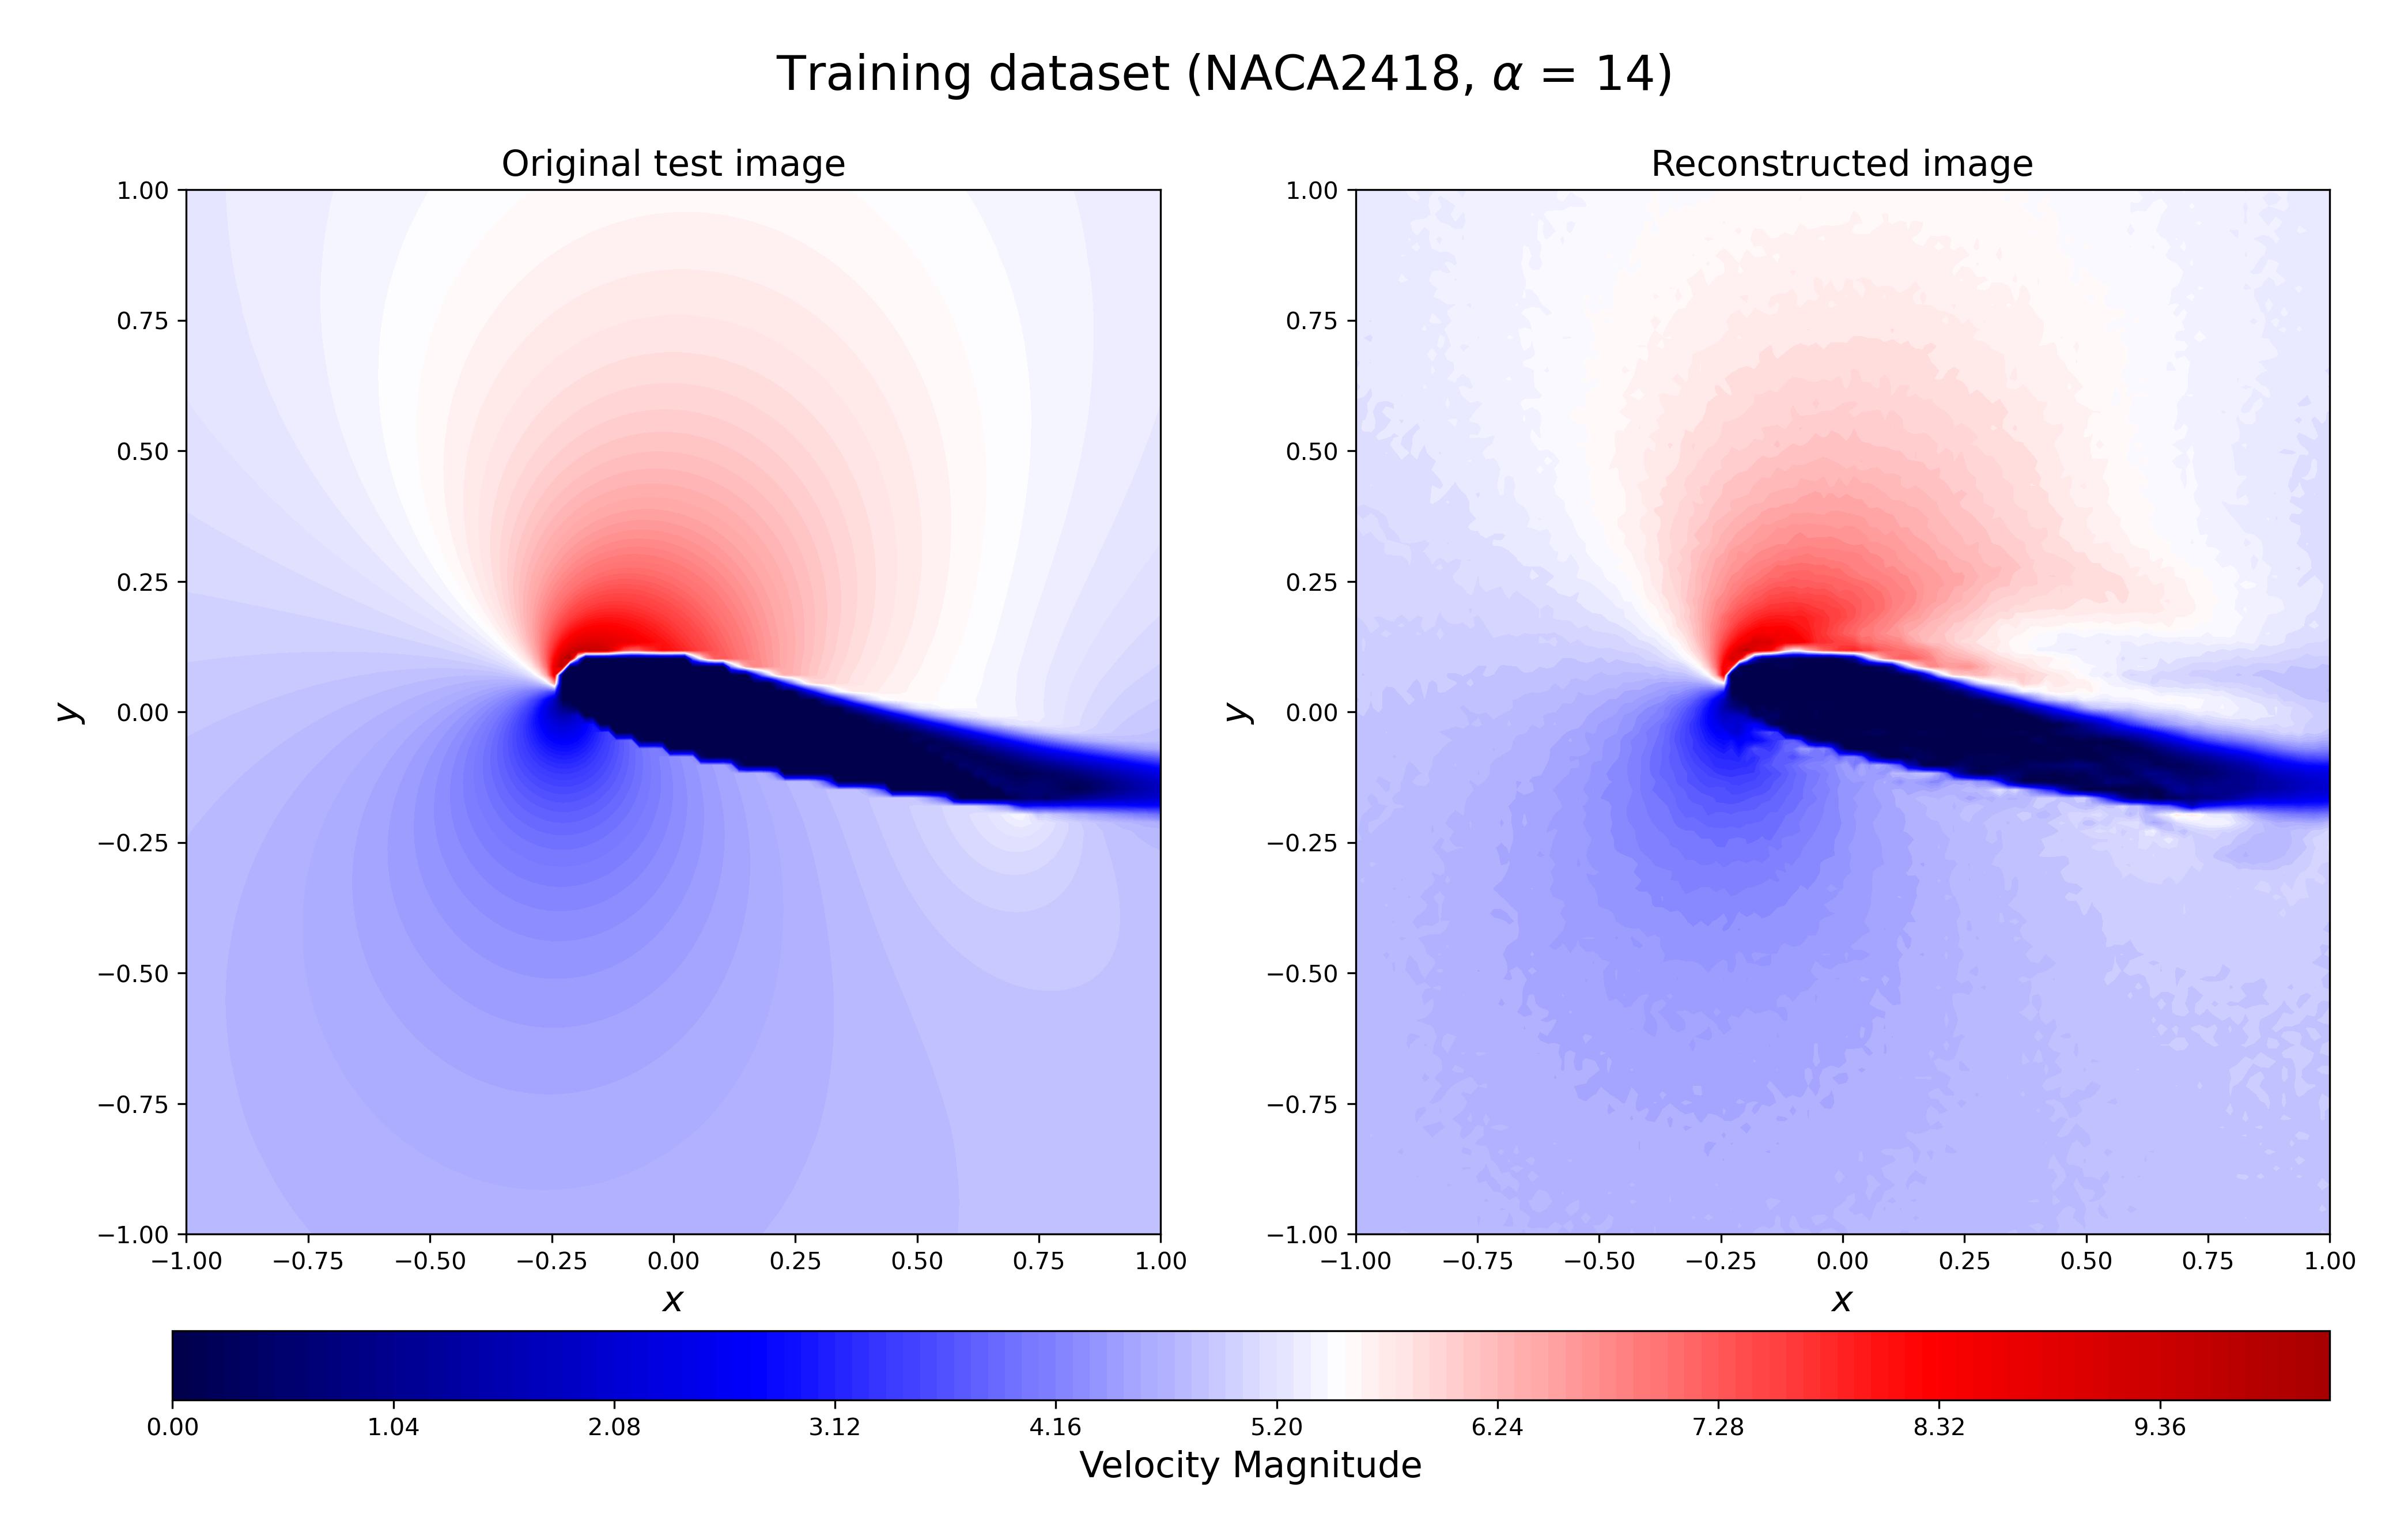 Training dataset (NACA2418, α = 14)
Original test image
Reconstructed image
1.00
0.75
0.50
0.25
0.00
−0.25
−0.50
−0.75
−1.00
y
−1.00 −0.75 −0.50 −0.25 0.00 0.25 0.50 0.75 1.00
x
1.00
0.75
0.50
0.25
0.00
−0.25
−0.50
−0.75
−1.00
y
−1.00 −0.75 −0.50 −0.25 0.00 0.25 0.50 0.75 1.00
x
0.00 1.04 2.08 3.12 4.16 5.20 6.24 7.28 8.32 9.36
Velocity Magnitude